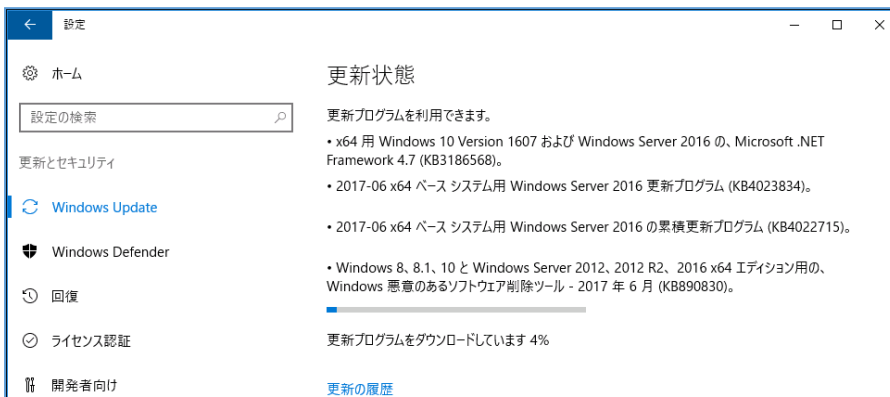 設定
ホーム
設定の検索
更新とセキュリティ
Windows Update
Windows Defender
回復
ライセンス認証
開発者向け
更新状態
更新プログラムを利用できます。
• x64 用 Windows 10 Version 1607 および Windows Server 2016 の、Microsoft .NET
Framework 4.7 (KB3186568)。
• 2017-06 x64 ベース システム用 Windows Server 2016 更新プログラム (KB4023834)。
• 2017-06 x64 ベース システム用 Windows Server 2016 の累積更新プログラム (KB4022715)。
• Windows 8、8.1、10 と Windows Server 2012、2012 R2、2016 x64 エディション用の、
Windows 悪意のあるソフトウェア削除ツール - 2017 年 6 月 (KB890830)。
更新プログラムをダウンロードしています 4%
更新の履歴